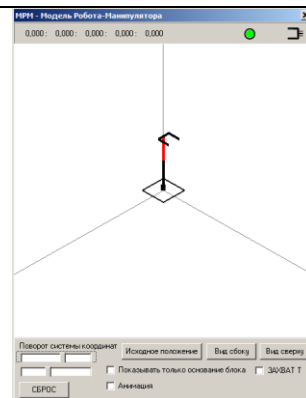 МРМ - Модель Робота-Манипулятора
0,000 : 0,000 : 0,000 : 0,000 : 0,000
Поворот системы координат
Исходное положение
Вид сбоку
Вид сверху
Показывать только основание блока
ЗАХВАТ Т
СБРОС
Анимация